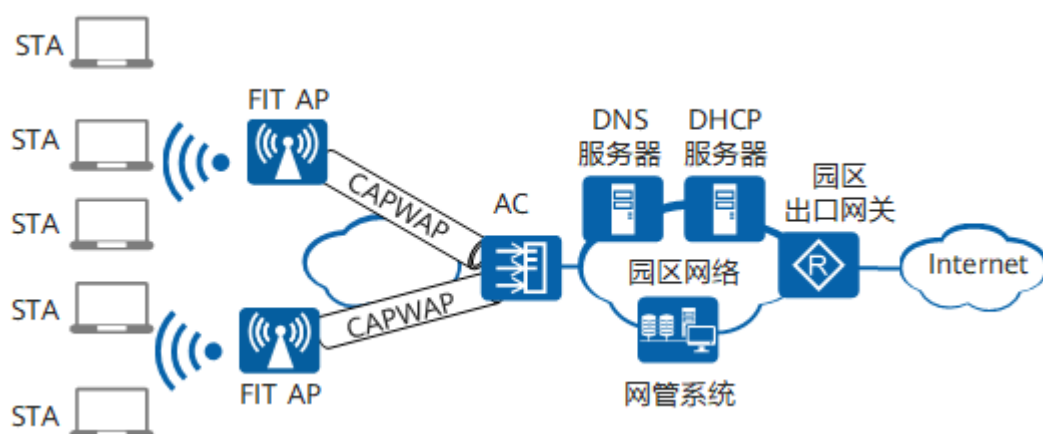 STA
STA
STA
STA
STA
FIT AP
CAPWAP
CAPWAP
FIT AP
AC
DNS
服务器
DHCP
服务器
园区
出口网关
R
园区网络
网管系统
Internet